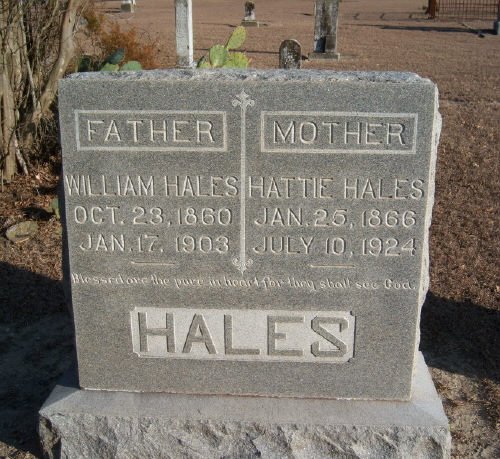 FATHER
WILLIAM HALES
OCT. 23, 1860
JAN. 17, 1903
MOTHER
HATTIE HALES
JAN. 25, 1866
JULY 10, 1924
Blessed are the pure in heart for they shall see God.
HALES